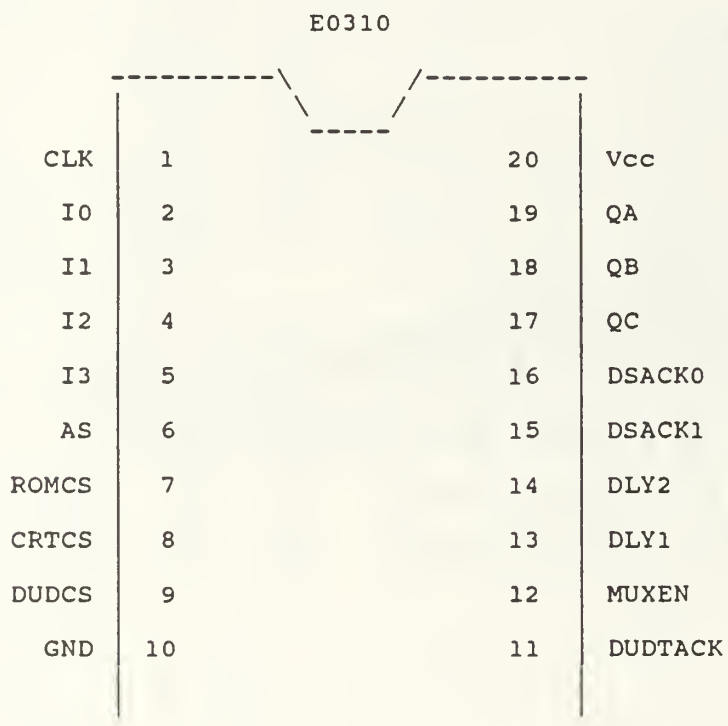 E0310
CLK 1 20 Vcc
I0 2 19 QA
I1 3 18 QB
I2 4 17 QC
I3 5 16 DSACK0
AS 6 15 DSACK1
ROMCS 7 14 DLY2
CRTCS 8 13 DLY1
DUDCS 9 12 MUXEN
GND 10 11 DUDTACK